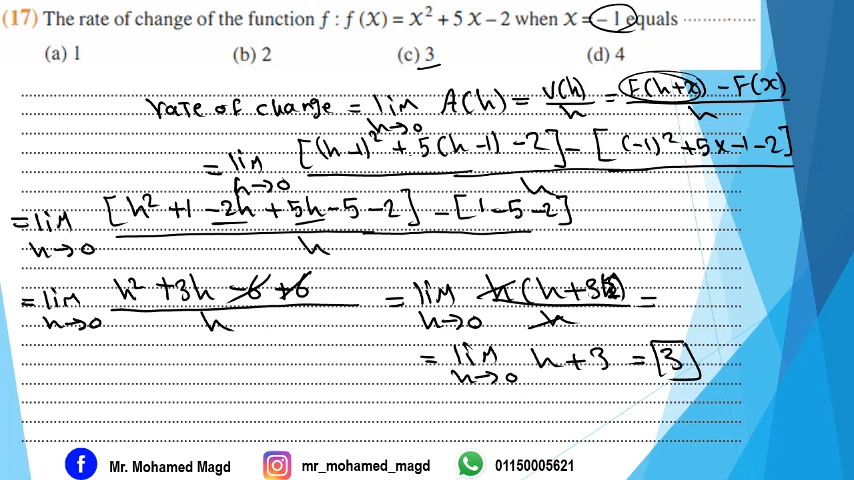 (17) The rate of change of the function f : f (X) = X² + 5 X – 2 when X = – 1 equals ················
(a) 1 (b) 2 (c) 3 (d) 4
rate of charge = lim h→0 A(h) = V(h)/h = F(h+x) - F(x) / h
= lim h→0 [(h-1)² + 5(h-1) - 2] - [(-1)² + 5x-1-2] / h
= lim h→0 [h² + 1 - 2h + 5h - 5 - 2] - [1 - 5 - 2] / h
= lim h→0 h² + 3h - 6 + 6 / h = lim h→0 h(h+3) / h =
= lim h→0 h + 3 = 3
Mr. Mohamed Magd mr_mohamed_magd 01150005621